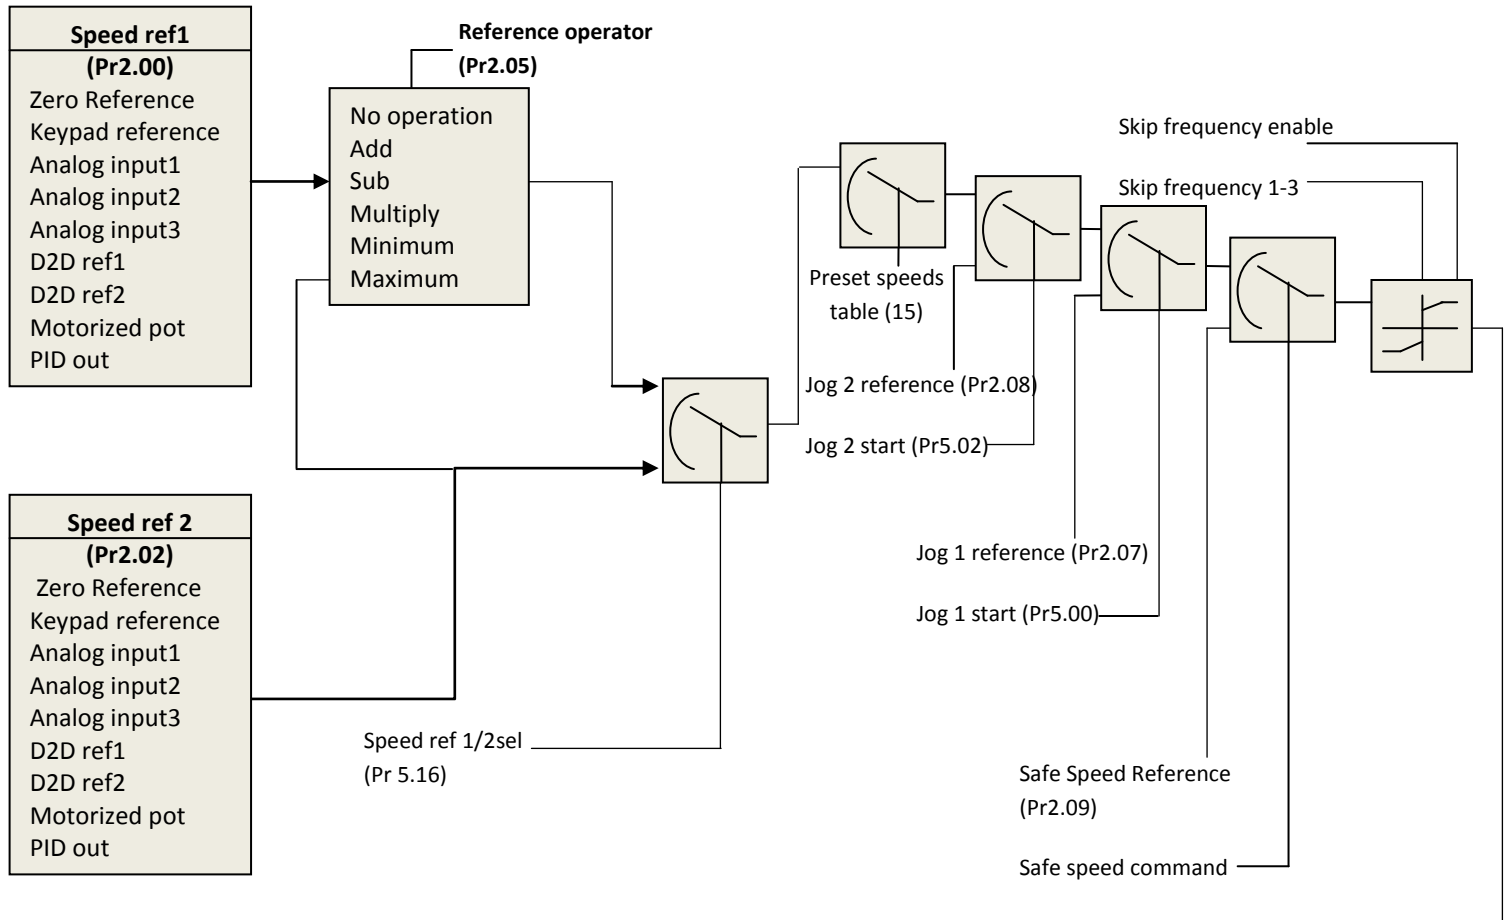 Speed ref1
(Pr2.00)
Zero Reference
Keypad reference
Analog input1
Analog input2
Analog input3
D2D ref1
D2D ref2
Motorized pot
PID out
Reference operator
(Pr2.05)
No operation
Add
Sub
Multiply
Minimum
Maximum
Speed ref 2
(Pr2.02)
Zero Reference
Keypad reference
Analog input1
Analog input2
Analog input3
D2D ref1
D2D ref2
Motorized pot
PID out
Speed ref 1/2sel
(Pr 5.16)
Preset speeds
table (15)
Jog 2 reference (Pr2.08)
Jog 2 start (Pr5.02)
Jog 1 reference (Pr2.07)
Jog 1 start (Pr5.00)
Skip frequency enable
Skip frequency 1-3
Safe Speed Reference
(Pr2.09)
Safe speed command